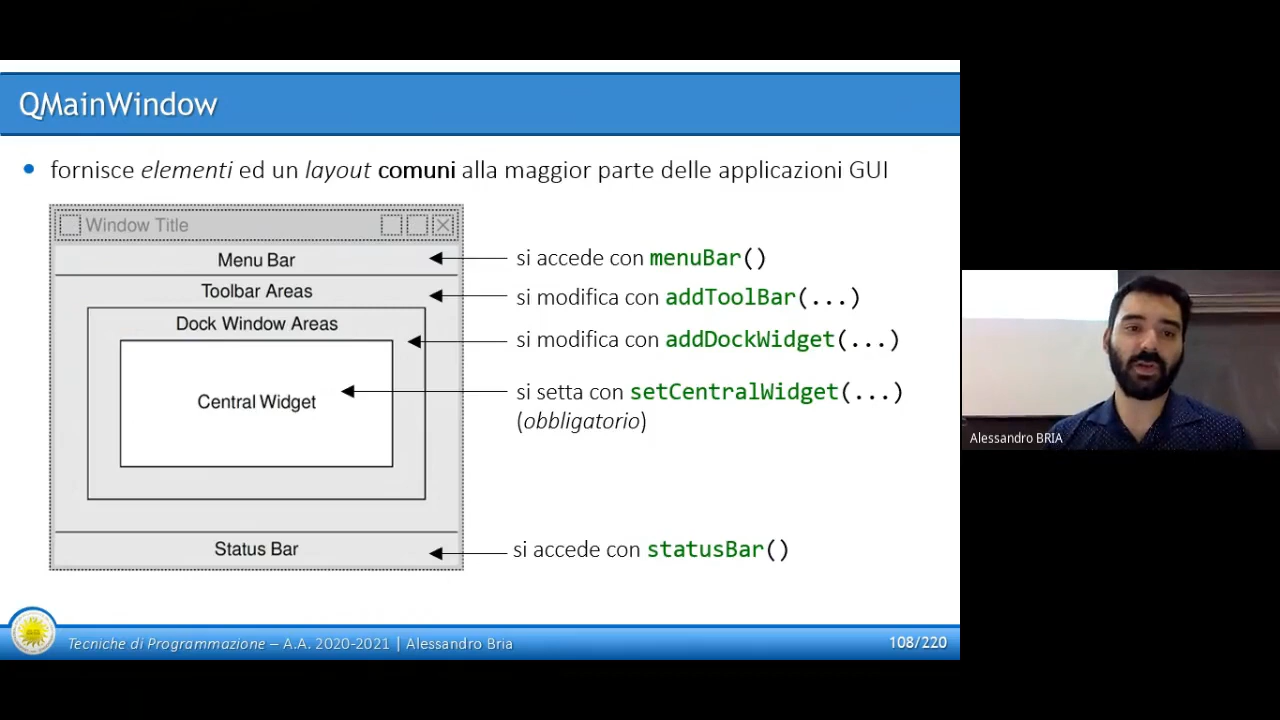 QMainWindow
fornisce elementi ed un layout comuni alla maggior parte delle applicazioni GUI
Window Title
Menu Bar
si accede con menuBar()
Toolbar Areas
si modifica con addToolBar(...)
Dock Window Areas
si modifica con addDockWidget(...)
Central Widget
si setta con setCentralWidget(...)
(obbligatorio)
Status Bar
si accede con statusBar()
Alessandro BRIA
Tecniche di Programmazione – A.A. 2020-2021 | Alessandro Bria
108/220